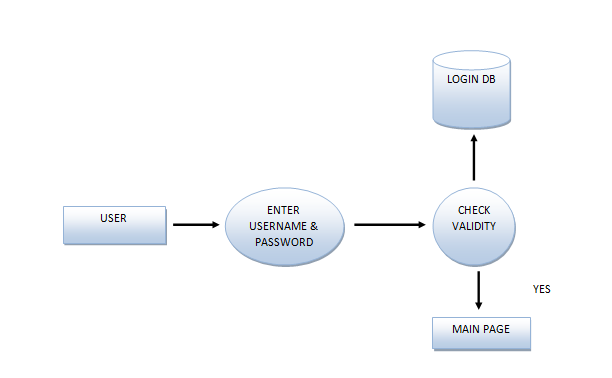 LOGIN DB
USER
ENTER
USERNAME &
PASSWORD
CHECK
VALIDITY
YES
MAIN PAGE